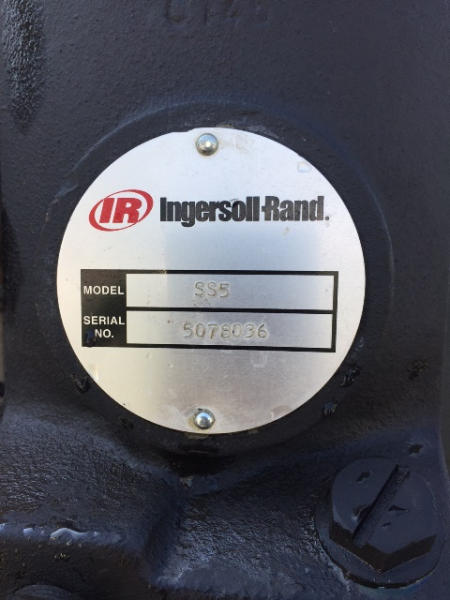 IR Ingersoll-Rand.
MODEL SS5
SERIAL NO. 5078036